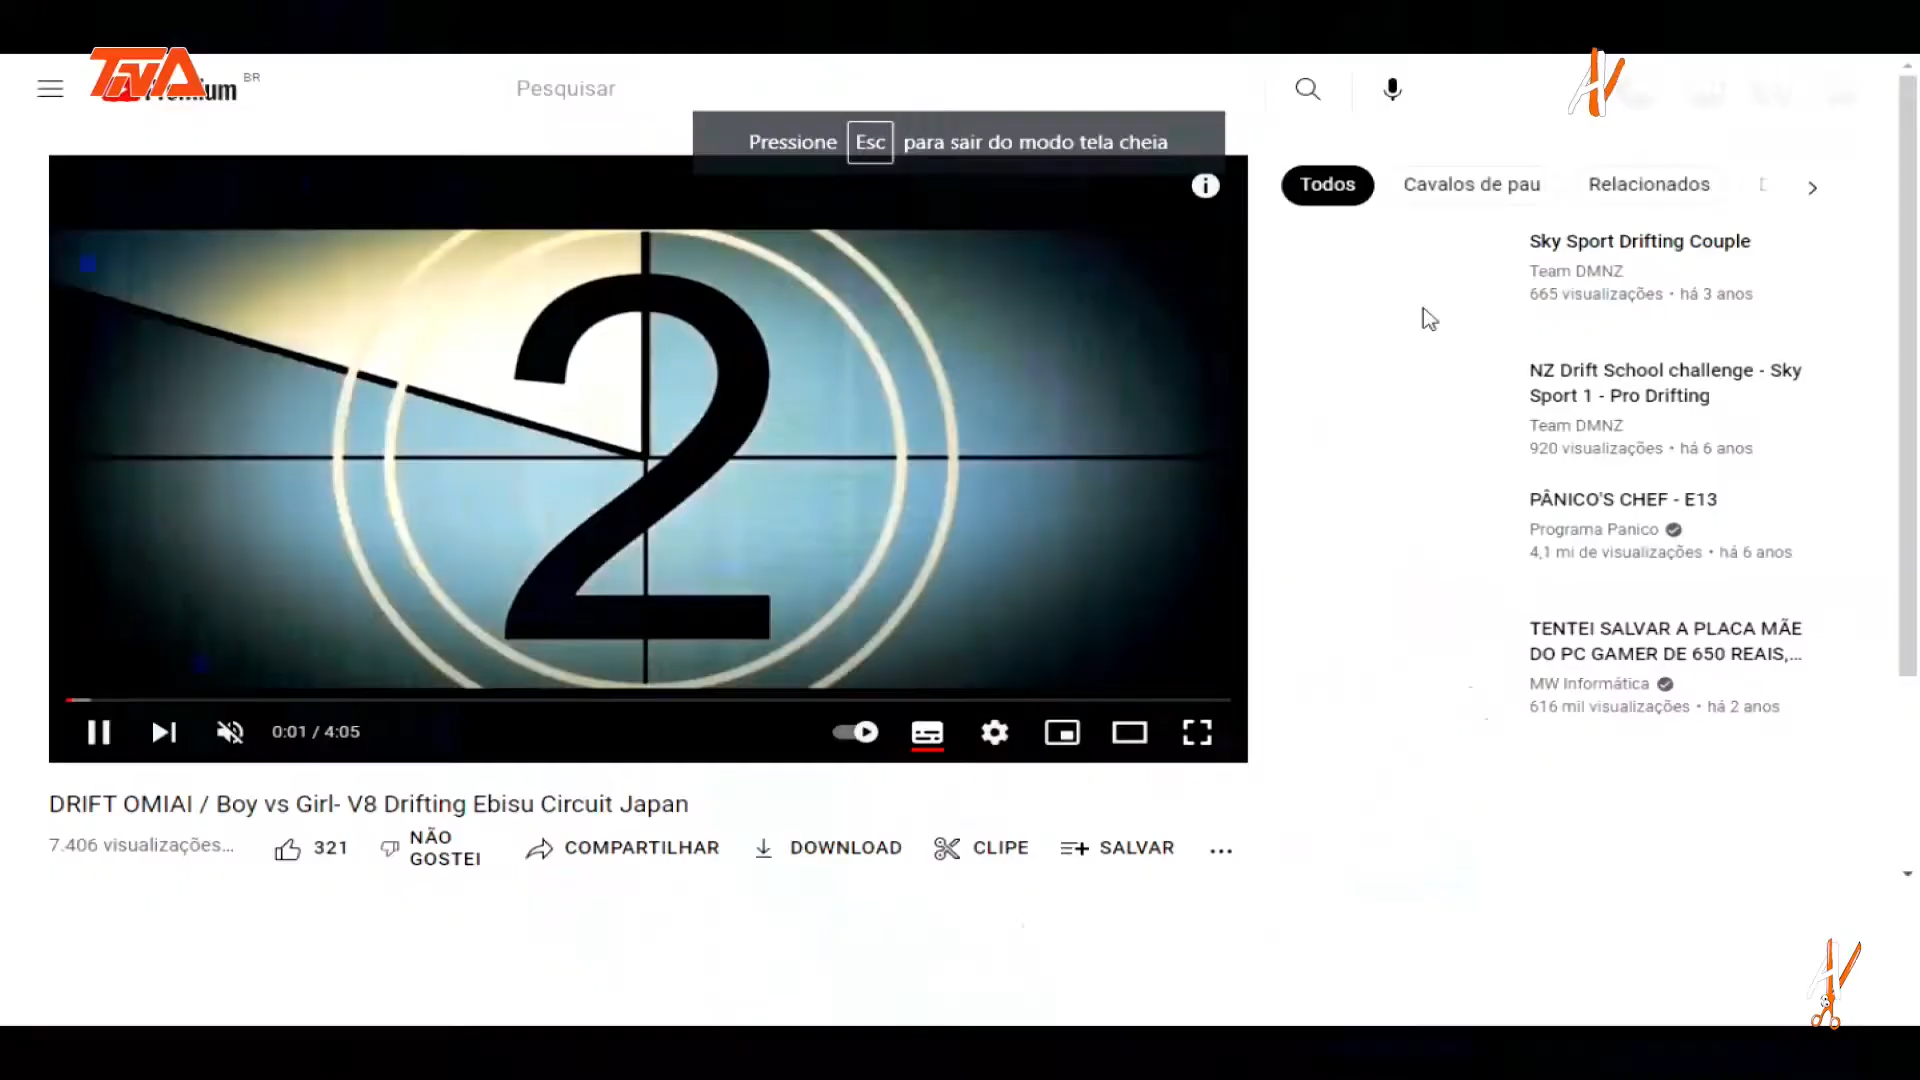 TVA
BR
Pesquisar
Pressione Esc para sair do modo tela cheia
Todos
Cavalos de pau
Relacionados
2
Sky Sport Drifting Couple
Team DMNZ
665 visualizações • há 3 anos
NZ Drift School challenge - Sky
Sport 1 - Pro Drifting
Team DMNZ
920 visualizações • há 6 anos
PÂNICO'S CHEF - E13
Programa Panico
4,1 mi de visualizações • há 6 anos
TENTEI SALVAR A PLACA MÃE
DO PC GAMER DE 650 REAIS,...
MW Informática
616 mil visualizações • há 2 anos
0:01 / 4:05
DRIFT OMIAI / Boy vs Girl- V8 Drifting Ebisu Circuit Japan
7.406 visualizações...
321
NÃO
GOSTEI
COMPARTILHAR
DOWNLOAD
CLIPE
SALVAR